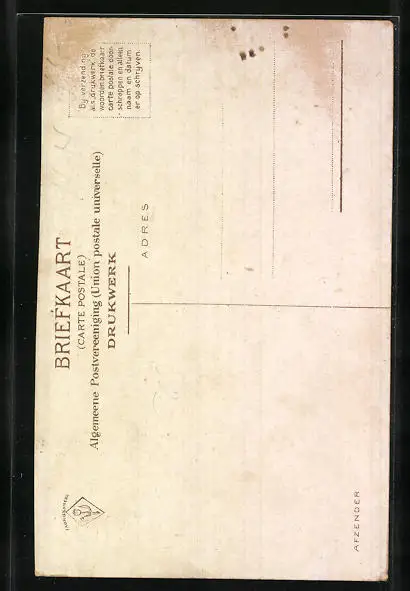 BRIEFKAART
(CARTE POSTALE)
Algemeene Postvereeniging (Union postale universelle)
DRUKWERK
By verzending
als „drukwerk” de
woorden briefkaart
carte postale door-
schrappen en alleen
naam en datum
er op schrijven.
ADRES
AFZENDER